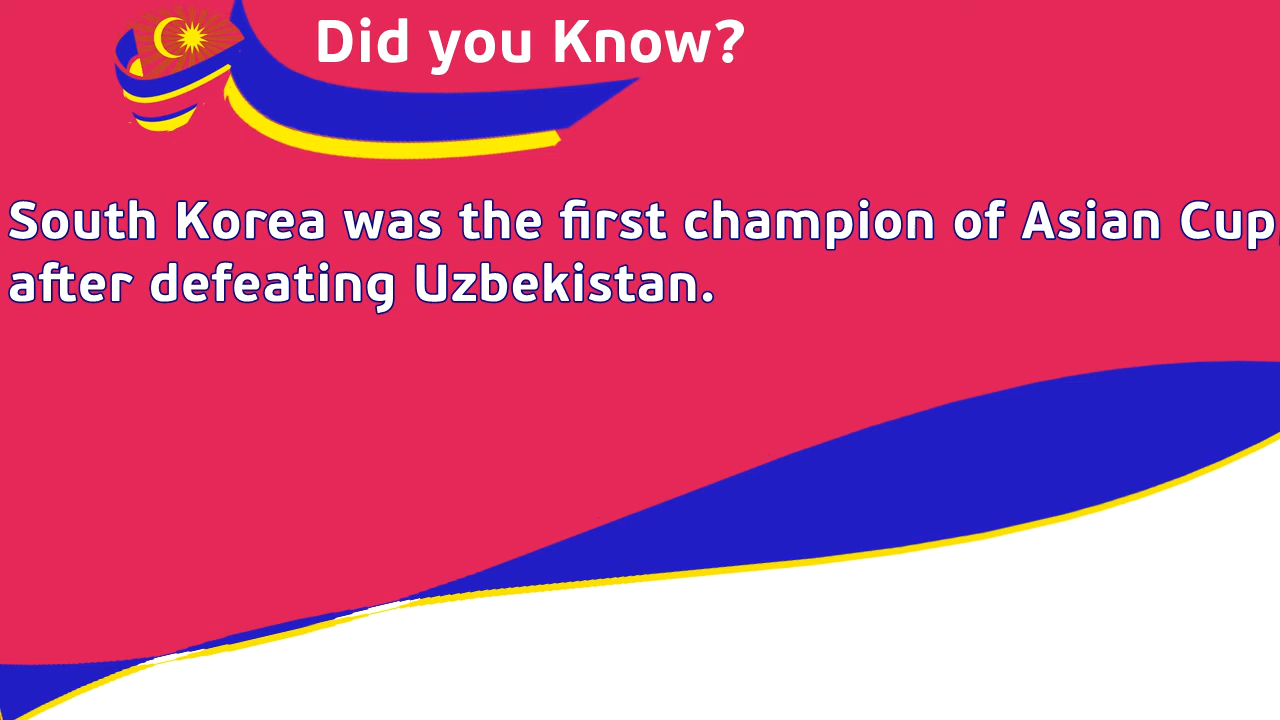 Did you Know?
South Korea was the first champion of Asian Cup,
after defeating Uzbekistan.